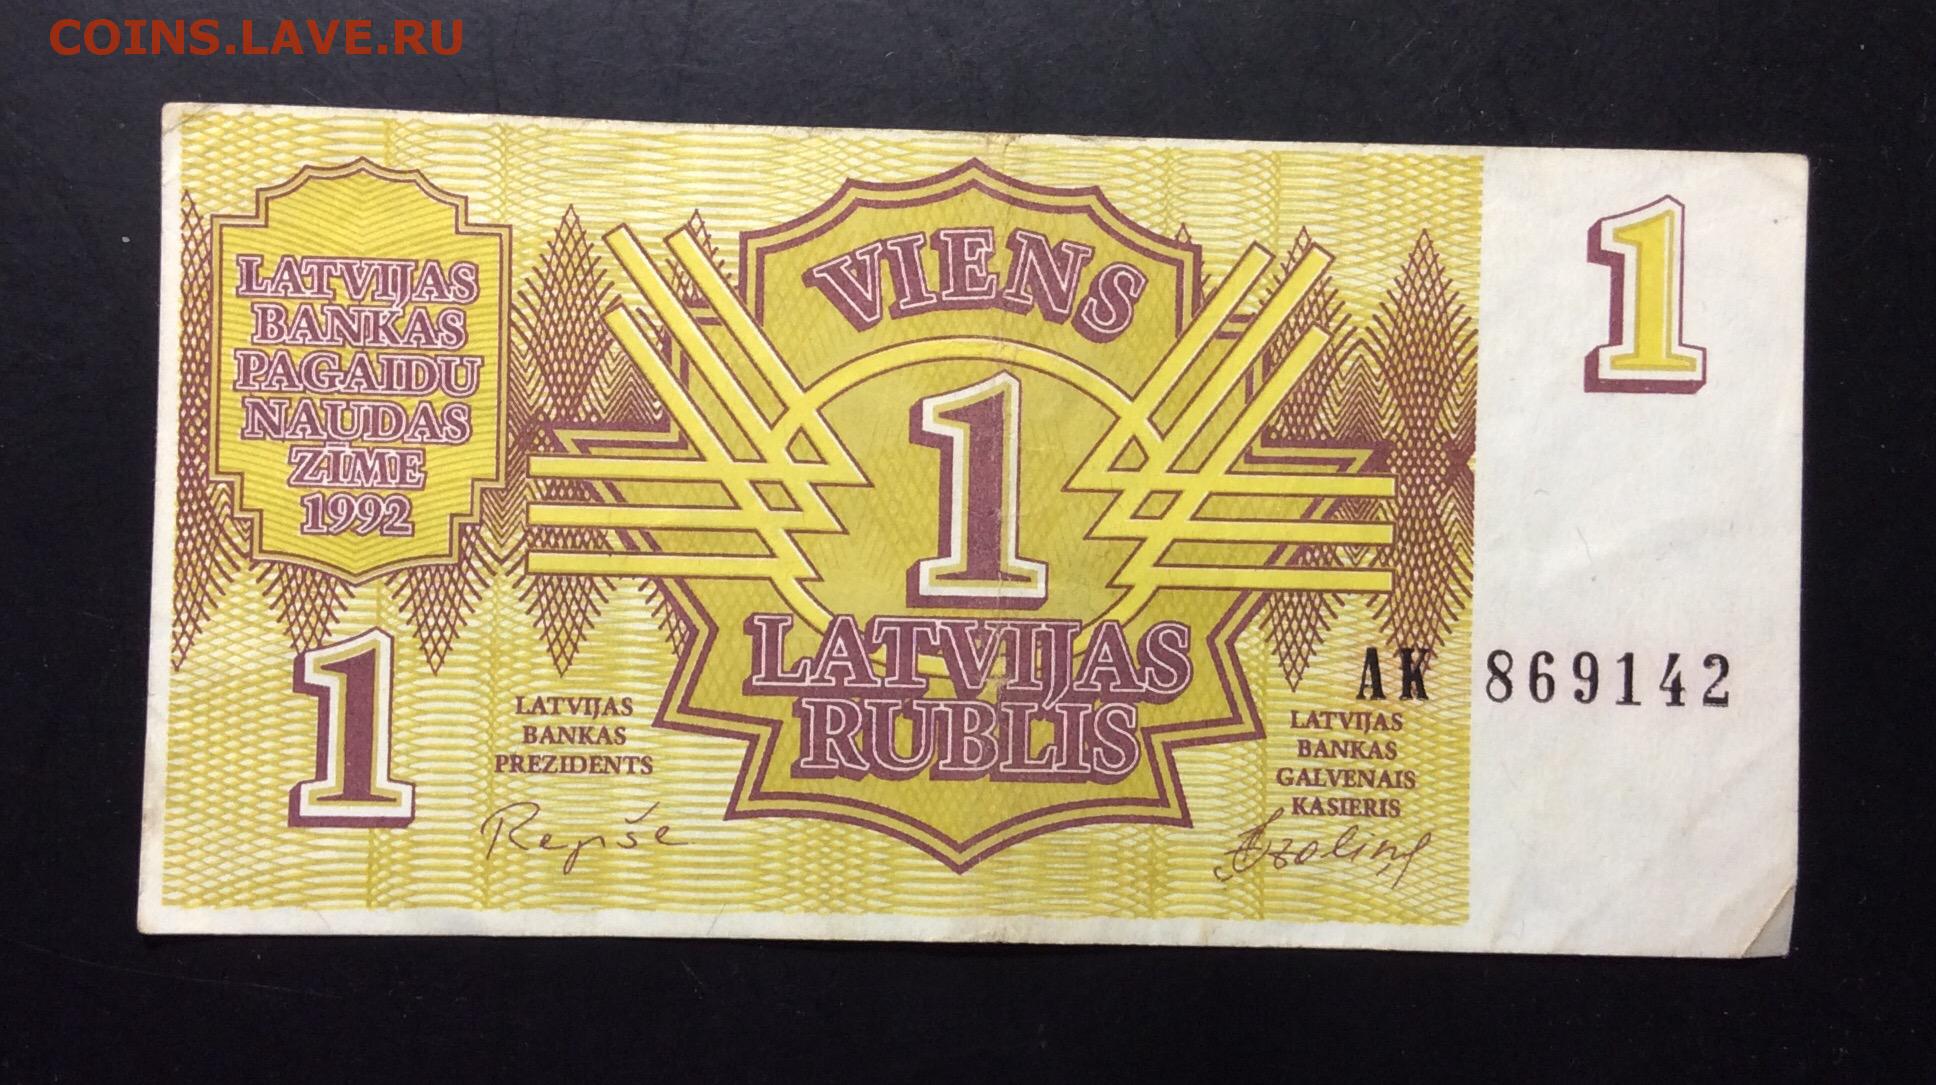 COINS.LAVE.RU
LATVIJAS
BANKAS
PAGAIDU
NAUDAS
ZĪME
1992
VIENS
1
LATVIJAS
RUBLIS
1
1
AK 869142
LATVIJAS
BANKAS
PREZIDENTS
Repše
LATVIJAS
BANKAS
GALVENAIS
KASIERIS